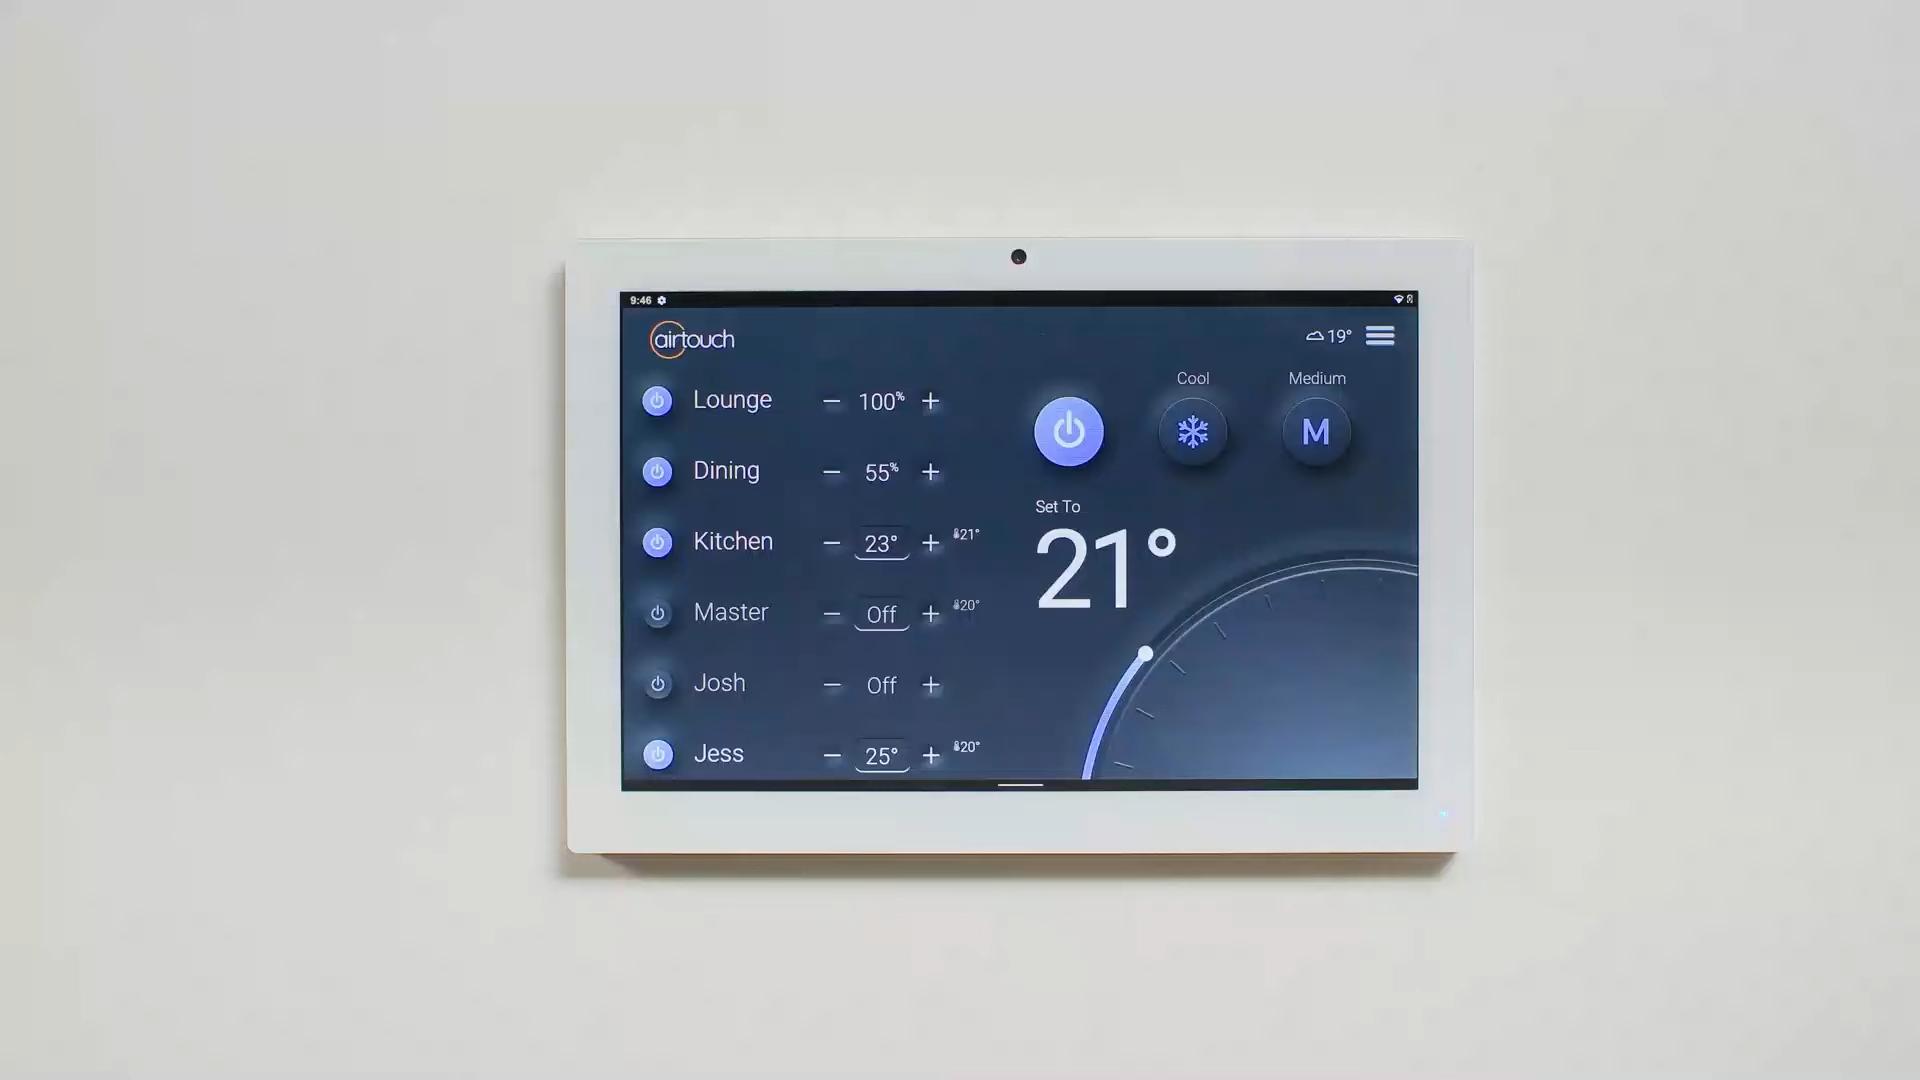 9:46
airtouch
19°
Lounge − 100% +
Dining − 55% +
Kitchen − 23° + 21°
Master − Off + 20°
Josh − Off +
Jess − 25° + 20°
Cool
Medium
M
Set To
21°